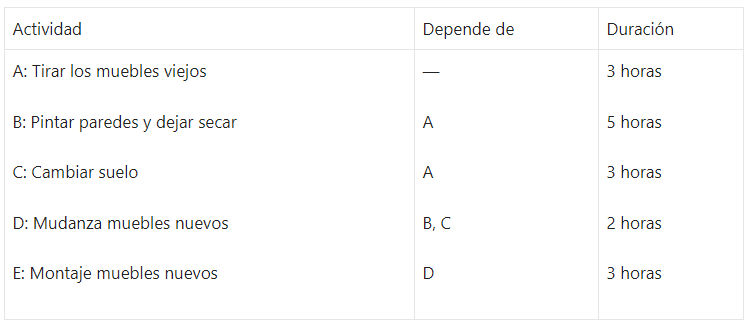 Actividad Depende de Duración
A: Tirar los muebles viejos — 3 horas
B: Pintar paredes y dejar secar A 5 horas
C: Cambiar suelo A 3 horas
D: Mudanza muebles nuevos B, C 2 horas
E: Montaje muebles nuevos D 3 horas